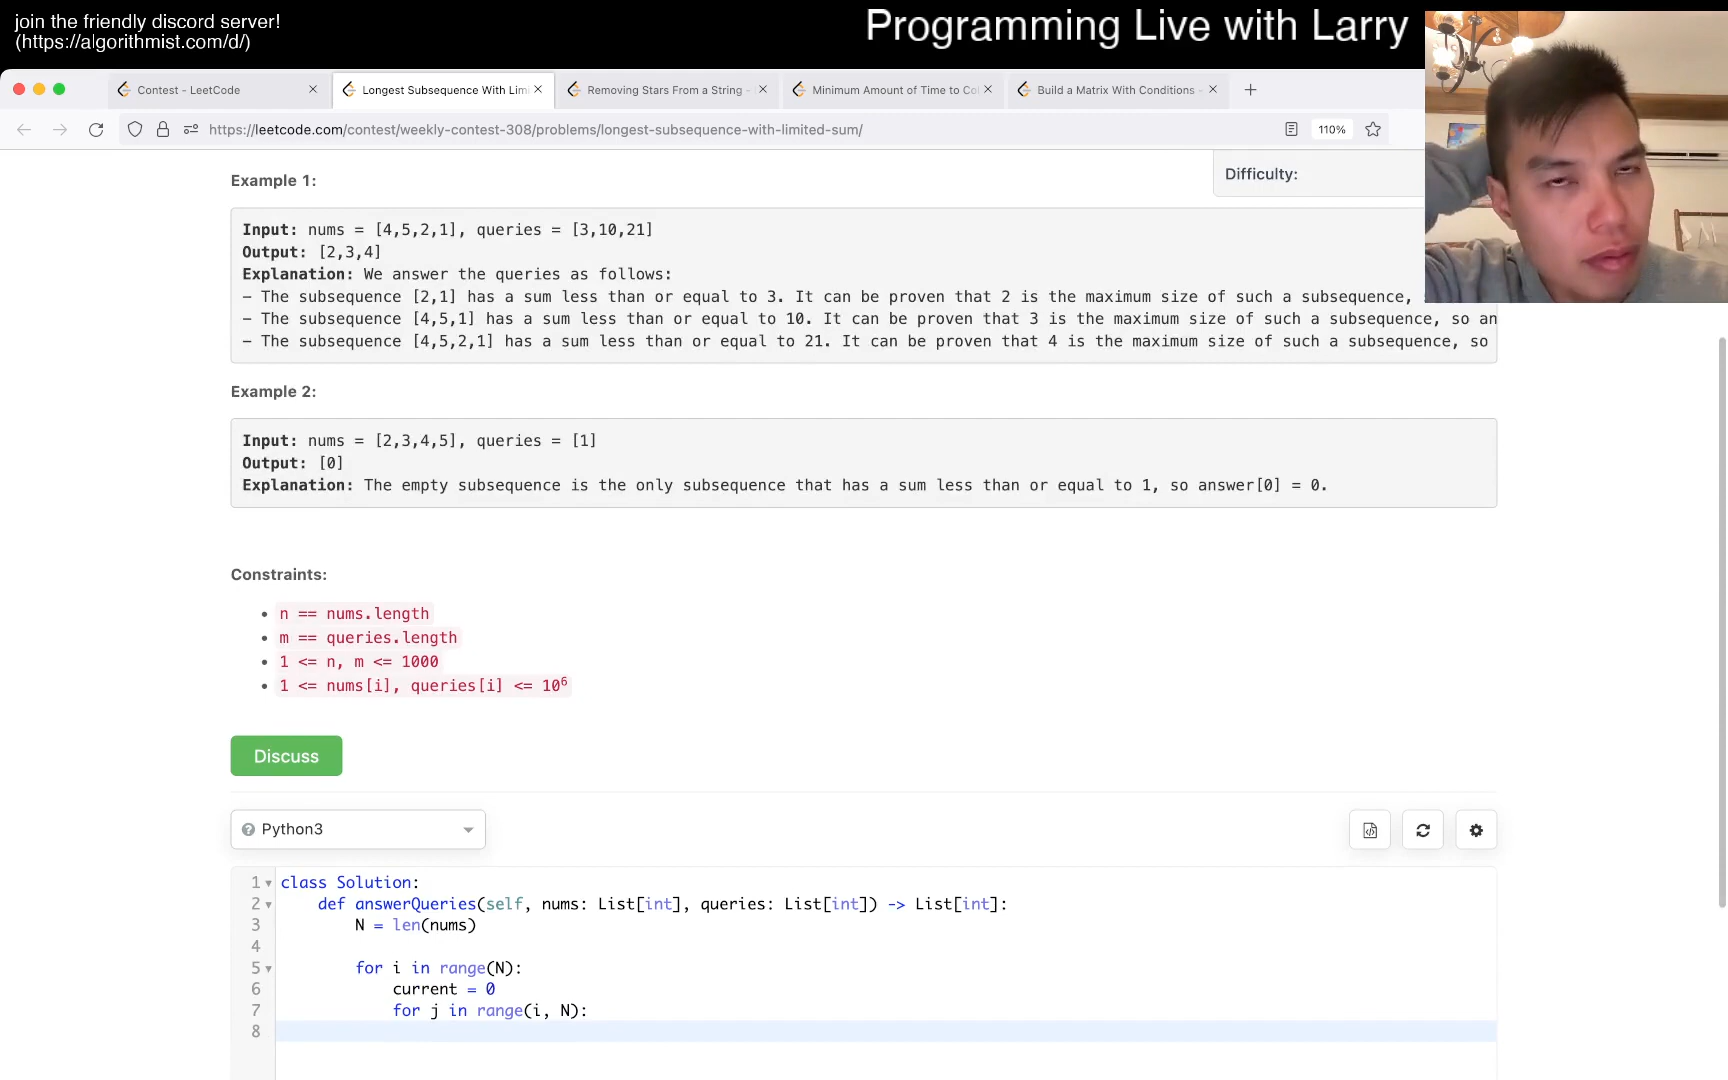 join the friendly discord server!
(https://algorithmist.com/d/)
Programming Live with Larry
Contest - LeetCode
Longest Subsequence With Lim
Removing Stars From a String -
Minimum Amount of Time to Co
Build a Matrix With Conditions -
https://leetcode.com/contest/weekly-contest-308/problems/longest-subsequence-with-limited-sum/
110%
Difficulty:
Example 1:
Input: nums = [4,5,2,1], queries = [3,10,21]
Output: [2,3,4]
Explanation: We answer the queries as follows:
- The subsequence [2,1] has a sum less than or equal to 3. It can be proven that 2 is the maximum size of such a subsequence,
- The subsequence [4,5,1] has a sum less than or equal to 10. It can be proven that 3 is the maximum size of such a subsequence, so an
- The subsequence [4,5,2,1] has a sum less than or equal to 21. It can be proven that 4 is the maximum size of such a subsequence, so
Example 2:
Input: nums = [2,3,4,5], queries = [1]
Output: [0]
Explanation: The empty subsequence is the only subsequence that has a sum less than or equal to 1, so answer[0] = 0.
Constraints:
n == nums.length
m == queries.length
1 <= n, m <= 1000
1 <= nums[i], queries[i] <= 10⁶
Discuss
Python3
1 class Solution:
2 def answerQueries(self, nums: List[int], queries: List[int]) -> List[int]:
3 N = len(nums)
4
5 for i in range(N):
6 current = 0
7 for j in range(i, N):
8